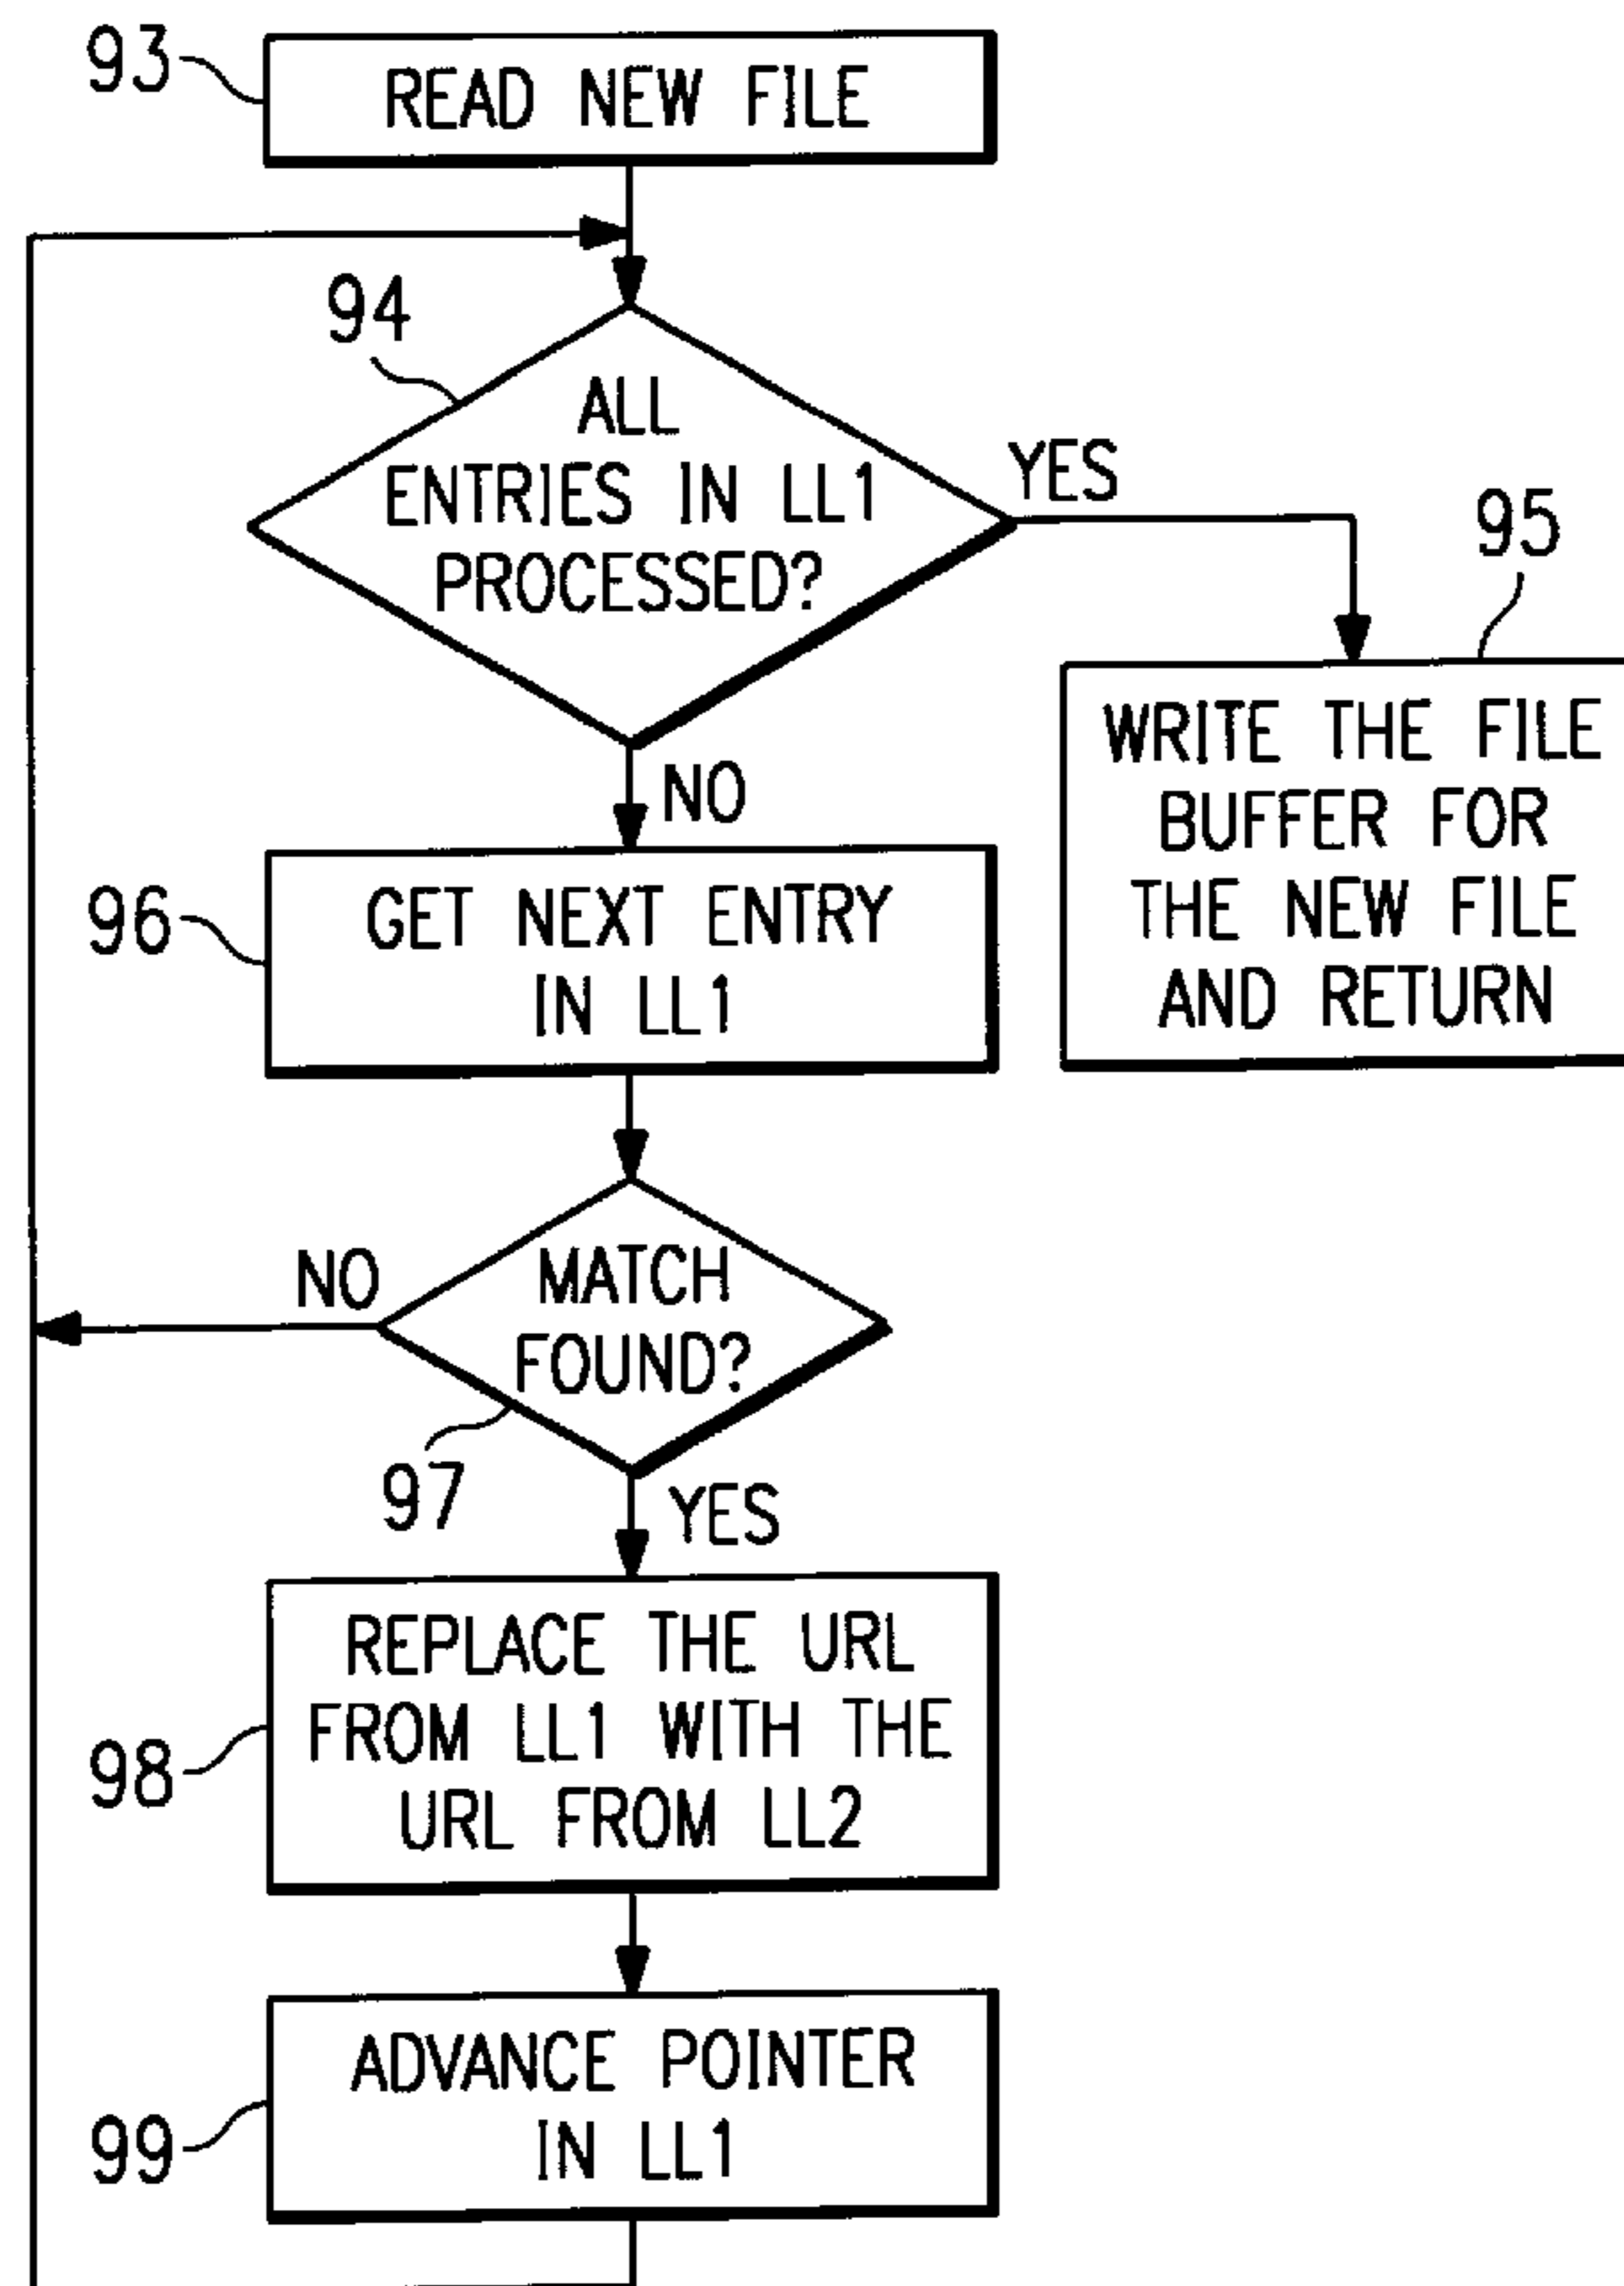 93
READ NEW FILE
94
ALL
ENTRIES IN LL1
PROCESSED?
YES
95
WRITE THE FILE
BUFFER FOR
THE NEW FILE
AND RETURN
NO
96
GET NEXT ENTRY
IN LL1
NO
MATCH
FOUND?
97
YES
REPLACE THE URL
FROM LL1 WITH THE
URL FROM LL2
98
ADVANCE POINTER
IN LL1
99